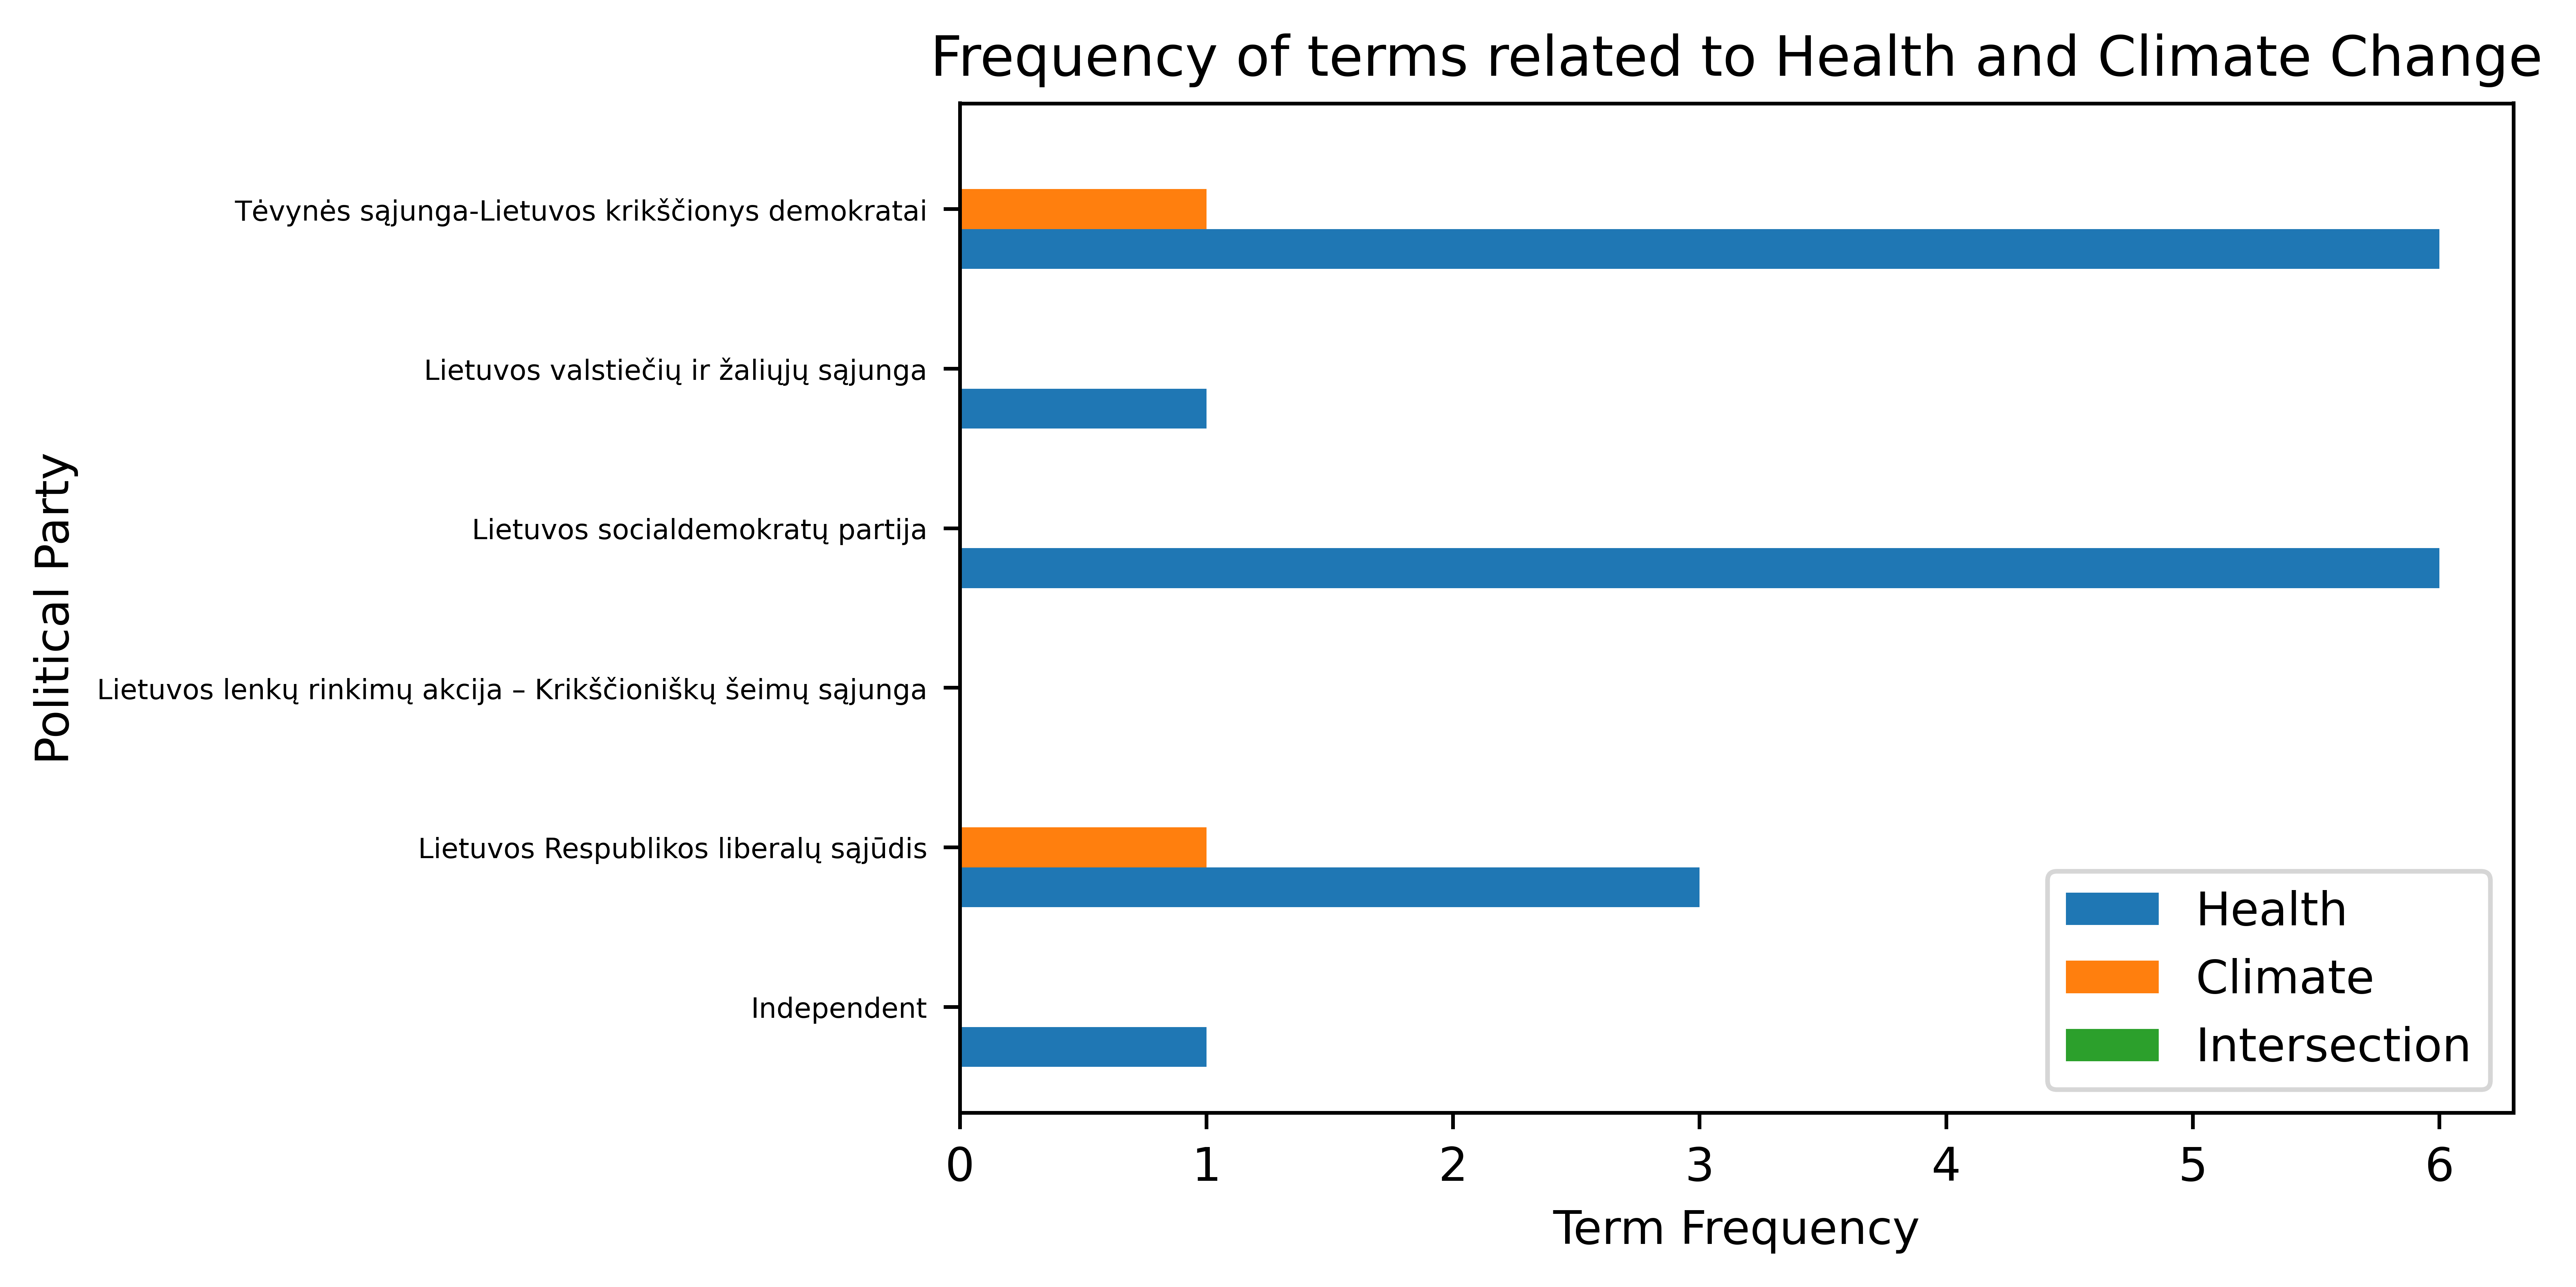 Frequency of terms related to Health and Climate Change
Political Party
Tėvynės sąjunga-Lietuvos krikščionys demokratai
Lietuvos valstiečių ir žaliųjų sąjunga
Lietuvos socialdemokratų partija
Lietuvos lenkų rinkimų akcija – Krikščioniškų šeimų sąjunga
Lietuvos Respublikos liberalų sąjūdis
Independent
Health
Climate
Intersection
0 1 2 3 4 5 6
Term Frequency